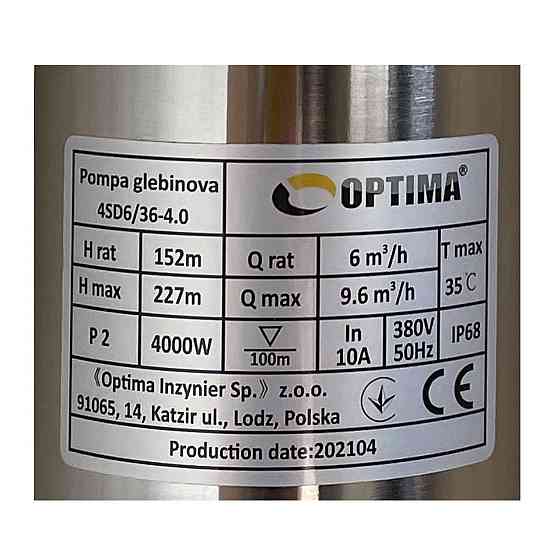 Pompa glebinova
4SD6/36-4.0
OPTIMA®
H rat 152m Q rat 6 m³/h T max
H max 227m Q max 9.6 m³/h 35℃
P 2 4000W 100m In 10A 380V 50Hz IP68
《Optima Inzynier Sp.》z.o.o.
91065, 14, Katzir ul., Lodz, Polska
CE
Production date:202104